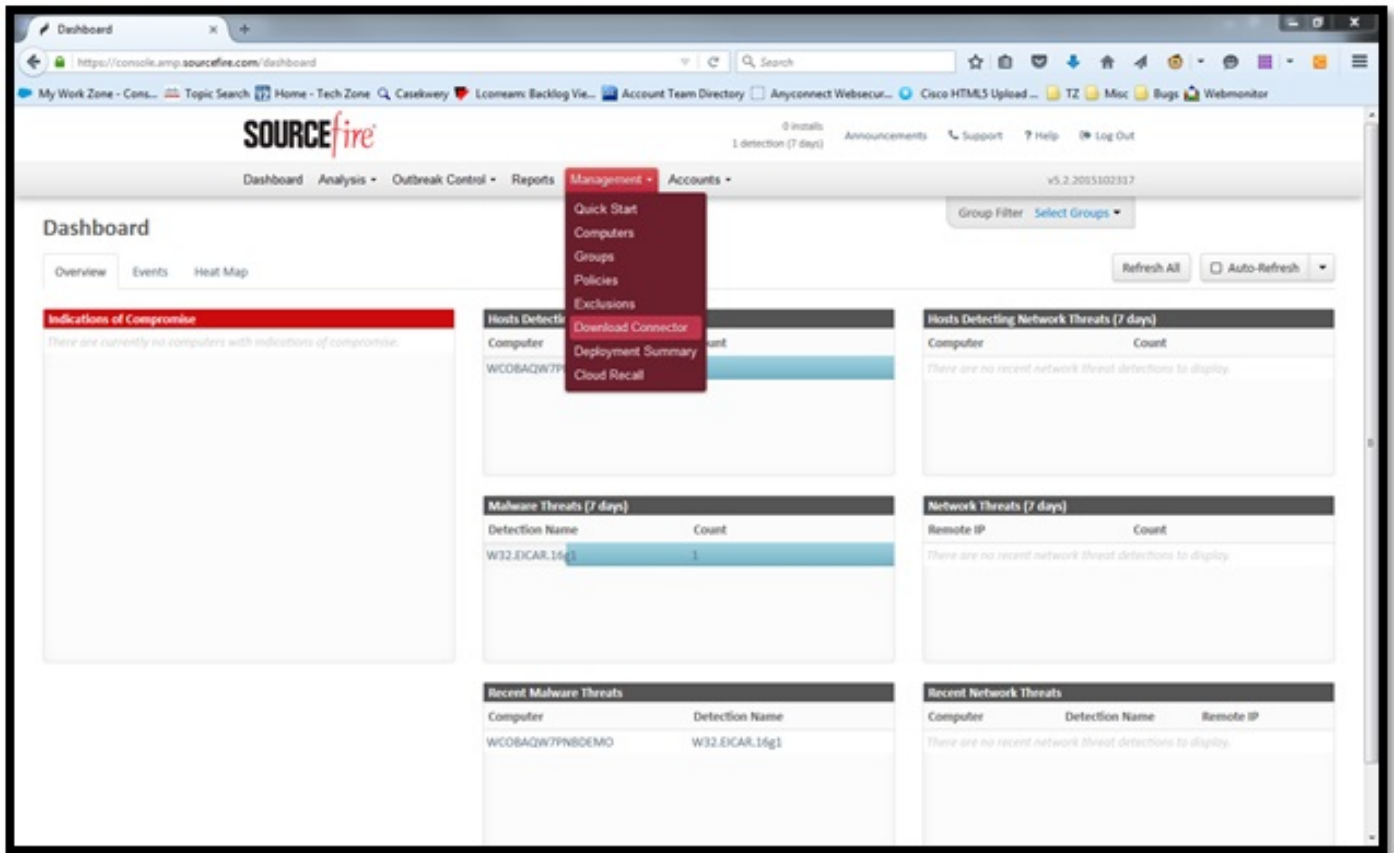 Dashboard
https://console.amp.sourcefire.com/dashboard
Search
My Work Zone - Cons...
Topic Search
Home - Tech Zone
Casekwery
Lconeam: Backlog Vie...
Account Team Directory
Anyconnect Websecur...
Cisco HTML5 Upload ...
TZ
Misc
Bugs
Webmonitor
SOURCEfire
0 installs
1 detection (7 days)
Announcements
Support
? Help
Log Out
Dashboard
Analysis
Outbreak Control
Reports
Management
Accounts
v5.2.2015102317
Quick Start
Computers
Groups
Policies
Exclusions
Download Connector
Deployment Summary
Cloud Recall
Group Filter Select Groups
Dashboard
Overview
Events
Heat Map
Refresh All
Auto-Refresh
Indications of Compromise
There are currently no computers with indications of compromise.
Hosts
Computer
Hosts Detecting Network Threats (7 days)
Computer Count
There are no recent network threat detections to display.
Malware Threats (7 days)
Detection Name Count
W32.EICAR.16g1 1
Network Threats (7 days)
Remote IP Count
There are no recent network threat detections to display.
Recent Malware Threats
Computer Detection Name
WCOBAQW7PNBDEMO W32.EICAR.16g1
Recent Network Threats
Computer Detection Name Remote IP
There are no recent network threat detections to display.